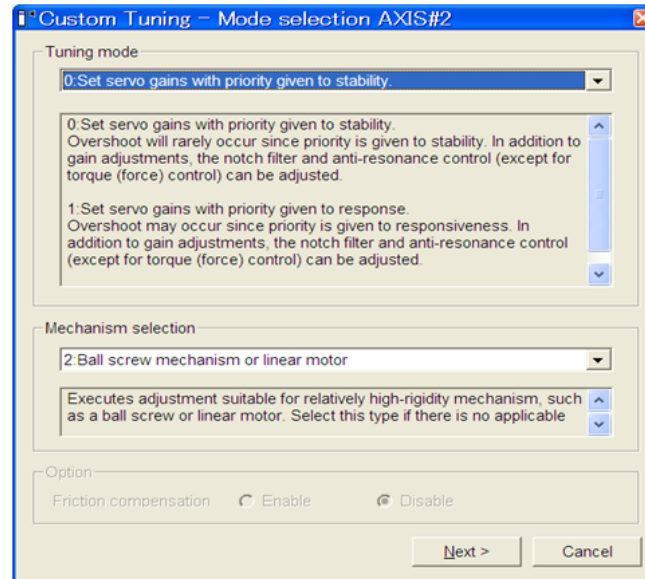 Custom Tuning - Mode selection AXIS#2
Tuning mode
0:Set servo gains with priority given to stability.
0:Set servo gains with priority given to stability.
Overshoot will rarely occur since priority is given to stability. In addition to
gain adjustments, the notch filter and anti-resonance control (except for
torque (force) control) can be adjusted.
1:Set servo gains with priority given to response.
Overshoot may occur since priority is given to responsiveness. In
addition to gain adjustments, the notch filter and anti-resonance control
(except for torque (force) control) can be adjusted.
Mechanism selection
2:Ball screw mechanism or linear motor
Executes adjustment suitable for relatively high-rigidity mechanism, such
as a ball screw or linear motor. Select this type if there is no applicable
Option
Friction compensation Enable Disable
Next > Cancel